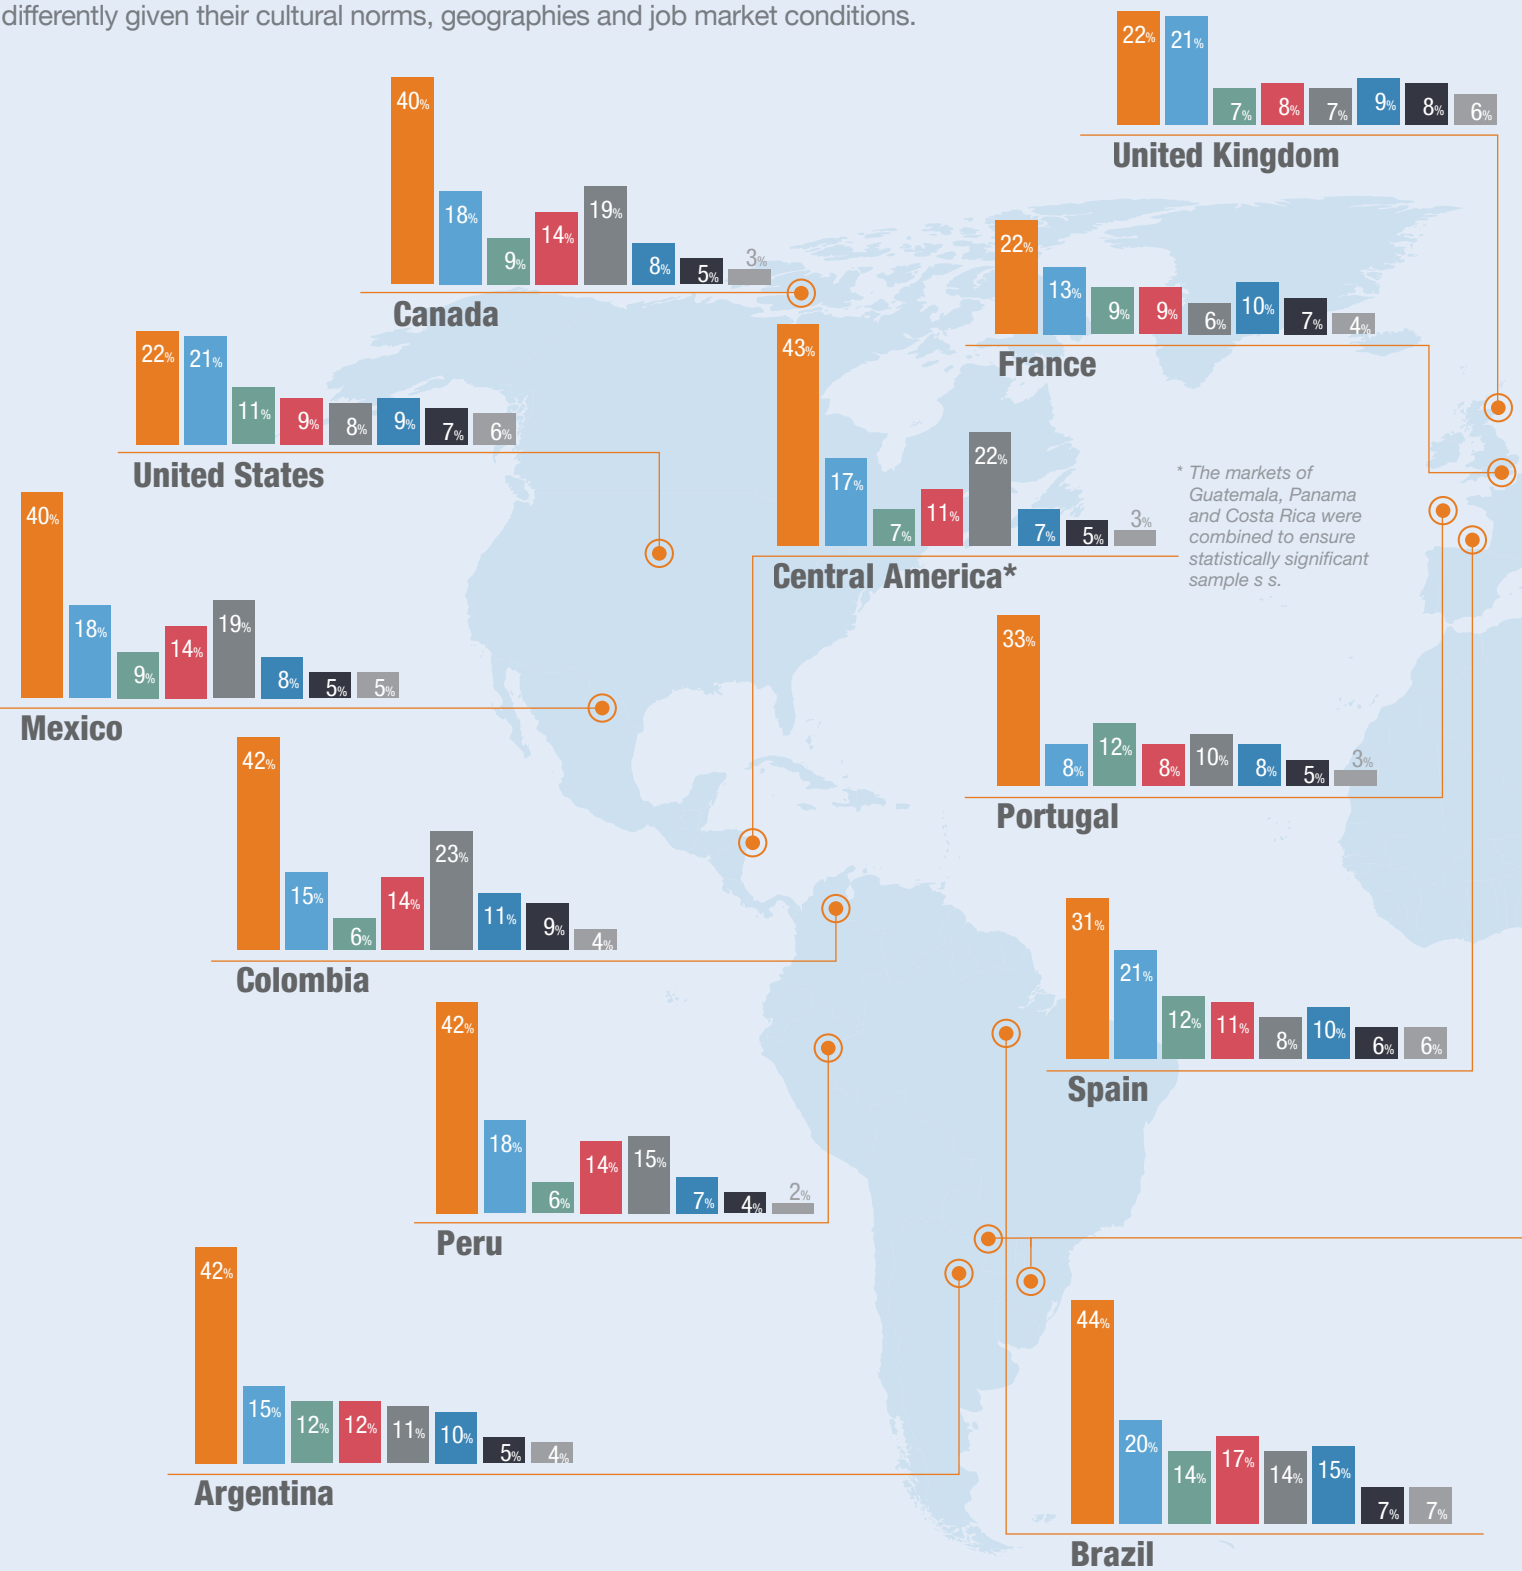 differently given their cultural norms, geographies and job market conditions.
22% 21% 7% 8% 7% 9% 8% 6%
United Kingdom
40% 18% 9% 14% 19% 8% 5% 3%
Canada
22% 13% 9% 9% 6% 10% 7% 4%
France
22% 21% 11% 9% 8% 9% 7% 6%
United States
43% 17% 7% 11% 22% 7% 5% 3%
Central America*
* The markets of
Guatemala, Panama
and Costa Rica were
combined to ensure
statistically significant
sample s s.
40% 18% 9% 14% 19% 8% 5% 5%
Mexico
33% 8% 12% 8% 10% 8% 5% 3%
Portugal
42% 15% 6% 14% 23% 11% 9% 4%
Colombia
31% 21% 12% 11% 8% 10% 6% 6%
Spain
42% 18% 6% 14% 15% 7% 4% 2%
Peru
42% 15% 12% 12% 11% 10% 5% 4%
Argentina
44% 20% 14% 17% 14% 15% 7% 7%
Brazil